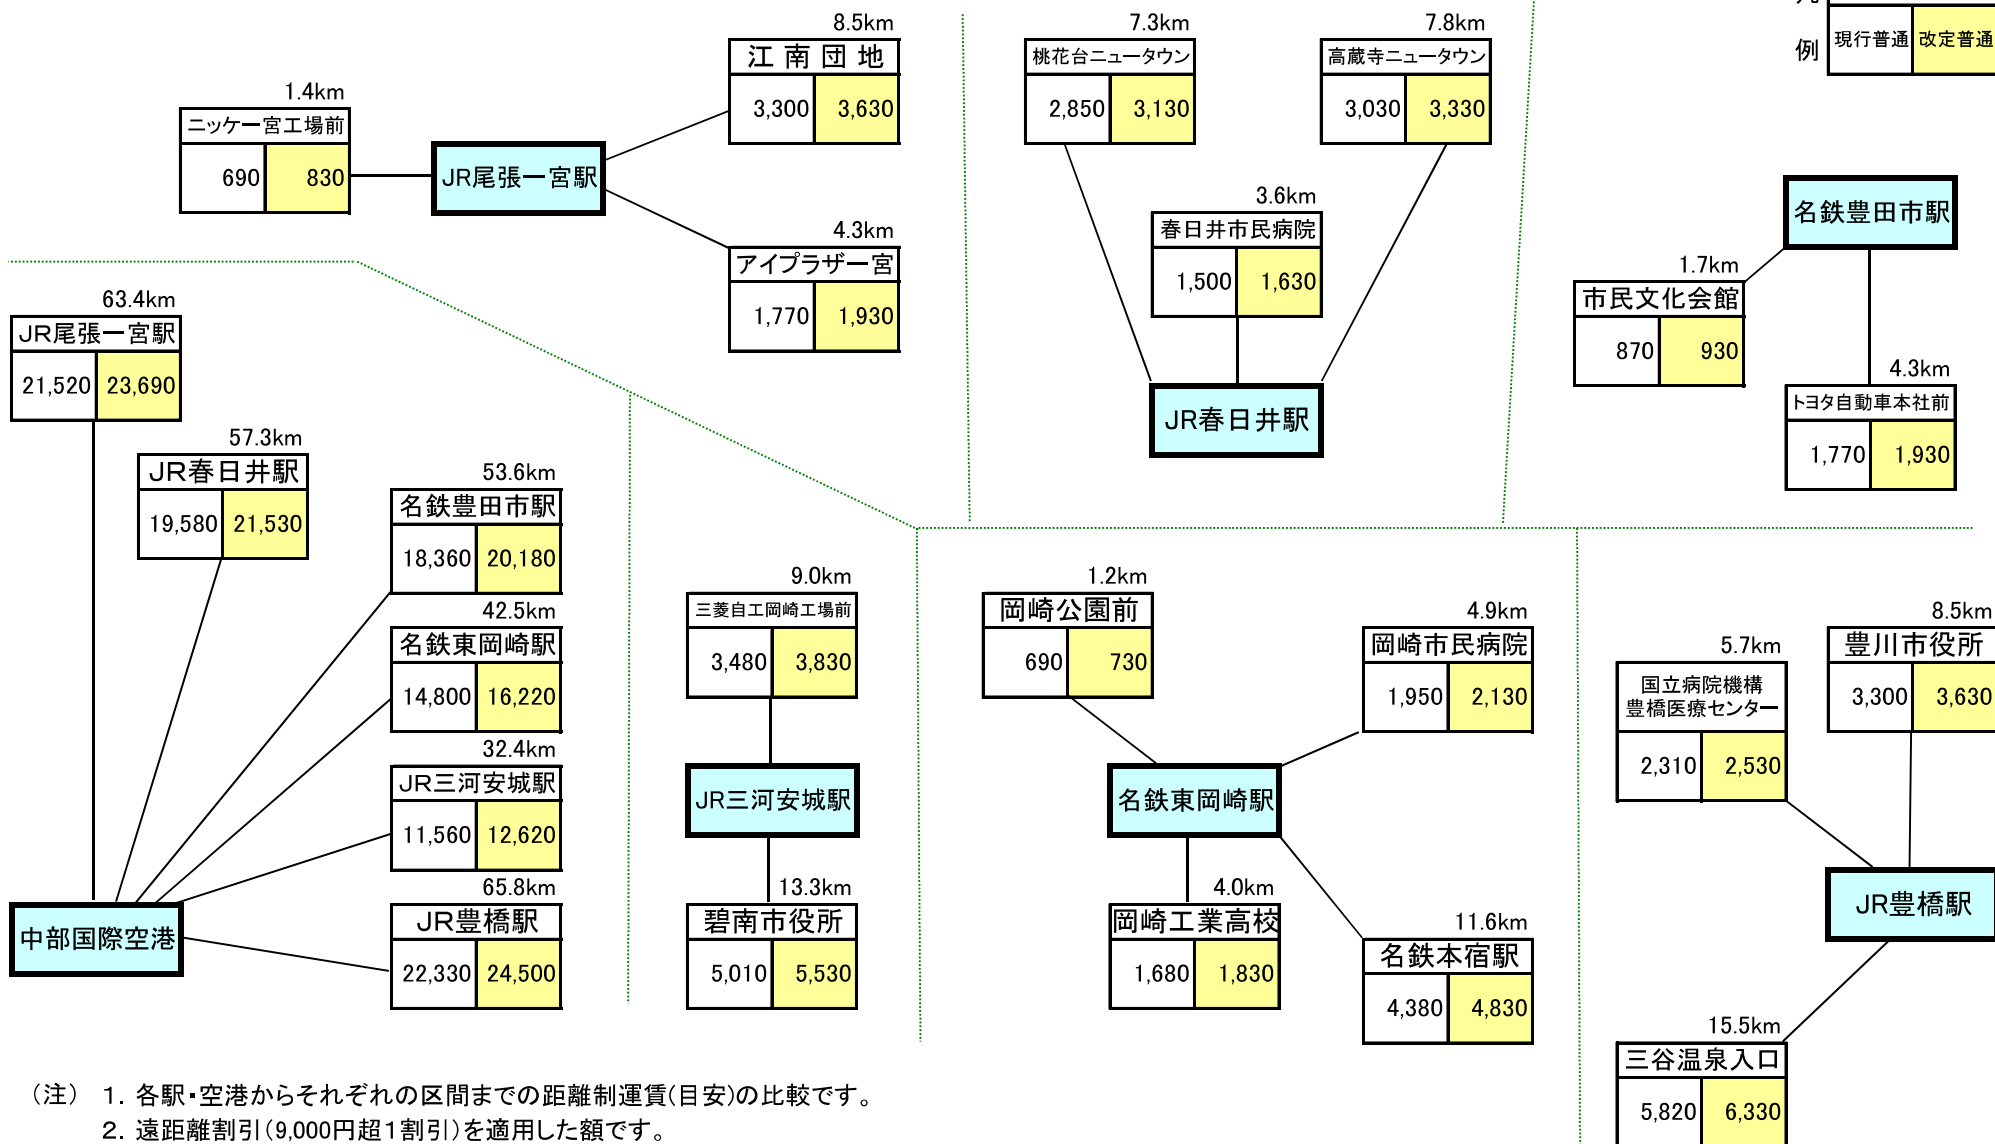 8.5km
江南団地
3,300 3,630
1.4km
ニッケ一宮工場前
690 830
JR尾張一宮駅
4.3km
アイプラザ一宮
1,770 1,930
7.3km
桃花台ニュータウン
2,850 3,130
7.8km
高蔵寺ニュータウン
3,030 3,330
3.6km
春日井市民病院
1,500 1,630
JR春日井駅
例
現行普通 改定普通
名鉄豊田市駅
1.7km
市民文化会館
870 930
4.3km
トヨタ自動車本社前
1,770 1,930
63.4km
JR尾張一宮駅
21,520 23,690
57.3km
JR春日井駅
19,580 21,530
53.6km
名鉄豊田市駅
18,360 20,180
42.5km
名鉄東岡崎駅
14,800 16,220
32.4km
JR三河安城駅
11,560 12,620
65.8km
JR豊橋駅
22,330 24,500
中部国際空港
9.0km
三菱自工岡崎工場前
3,480 3,830
JR三河安城駅
13.3km
碧南市役所
5,010 5,530
1.2km
岡崎公園前
690 730
4.9km
岡崎市民病院
1,950 2,130
名鉄東岡崎駅
4.0km
岡崎工業高校
1,680 1,830
11.6km
名鉄本宿駅
4,380 4,830
5.7km
国立病院機構
豊橋医療センター
2,310 2,530
8.5km
豊川市役所
3,300 3,630
JR豊橋駅
15.5km
三谷温泉入口
5,820 6,330
(注) 1. 各駅・空港からそれぞれの区間までの距離制運賃(目安)の比較です。
2. 遠距離割引(9,000円超1割引)を適用した額です。